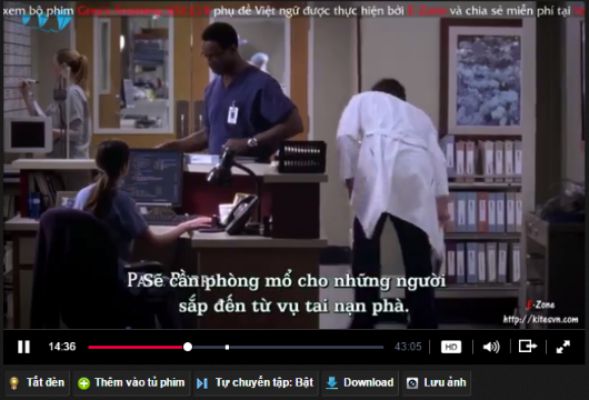 xem bộ phim Grey's Anatomy phụ đề Việt ngữ được thực hiện bởi E-Zone và chia sẻ miễn phí tại
Sẽ cần phòng mổ cho những người
sắp đến từ vụ tai nạn phà.
E-Zone
http://kitesvn.com
14:36
43:05
HD
Tắt đèn
Thêm vào tủ phim
Tự chuyển tập: Bật
Download
Lưu ảnh